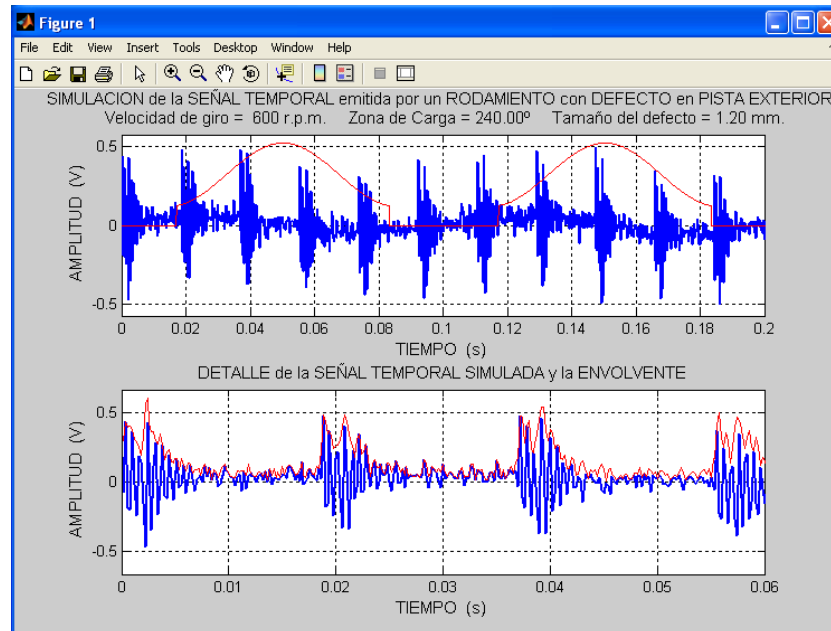 Figure 1
File Edit View Insert Tools Desktop Window Help
SIMULACION de la SEÑAL TEMPORAL emitida por un RODAMIENTO con DEFECTO en PISTA EXTERIOR
Velocidad de giro = 600 r.p.m. Zona de Carga = 240.00º Tamaño del defecto = 1.20 mm.
AMPLITUD (V)
0.5
0
-0.5
0 0.02 0.04 0.06 0.08 0.1 0.12 0.14 0.16 0.18 0.2
TIEMPO (s)
DETALLE de la SEÑAL TEMPORAL SIMULADA y la ENVOLVENTE
AMPLITUD (V)
0.5
0
-0.5
0 0.01 0.02 0.03 0.04 0.05 0.06
TIEMPO (s)